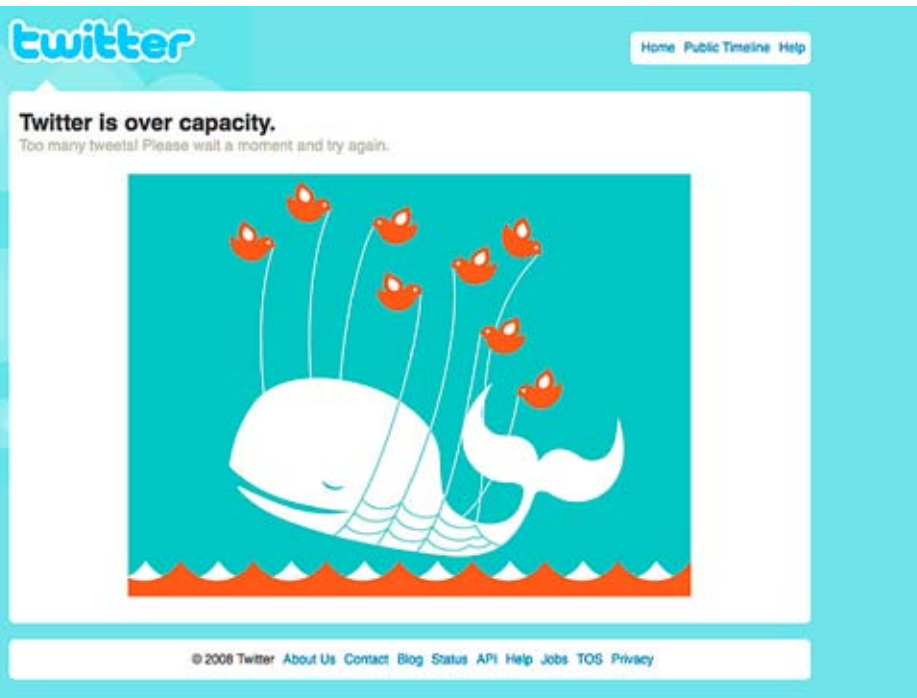 twitter
Home Public Timeline Help
Twitter is over capacity.
Too many tweets! Please wait a moment and try again.
© 2008 Twitter About Us Contact Blog Status API Help Jobs TOS Privacy